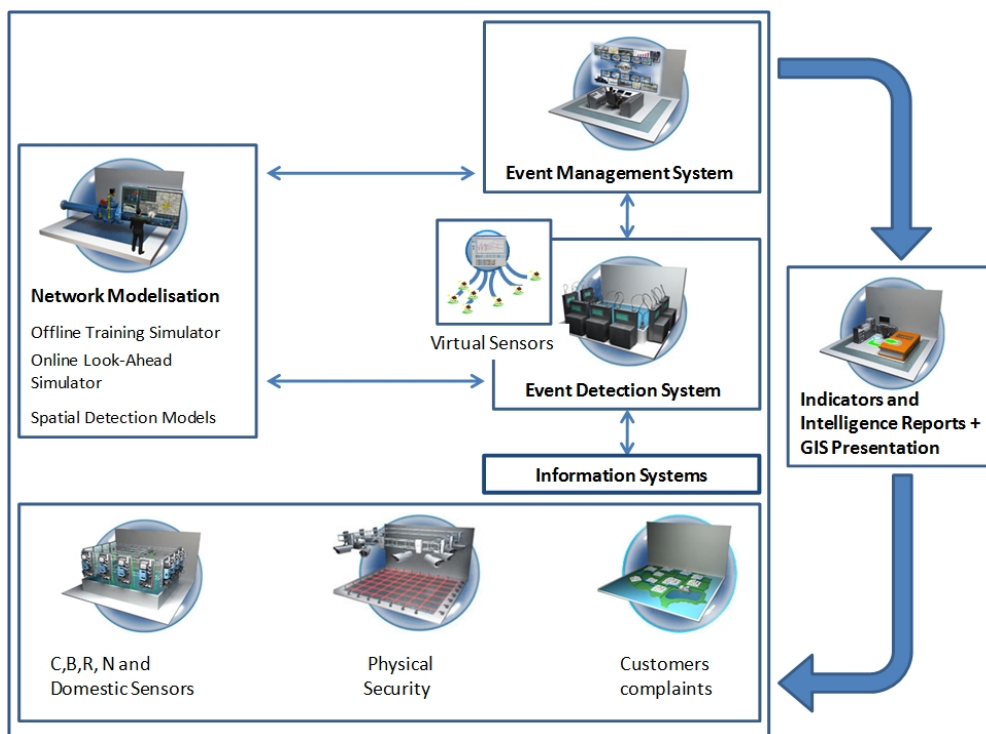 Event Management System
Network Modelisation
Offline Training Simulator
Online Look-Ahead
Simulator
Spatial Detection Models
Virtual Sensors
Event Detection System
Information Systems
C,B,R, N and
Domestic Sensors
Physical
Security
Customers
complaints
Indicators and
Intelligence Reports +
GIS Presentation